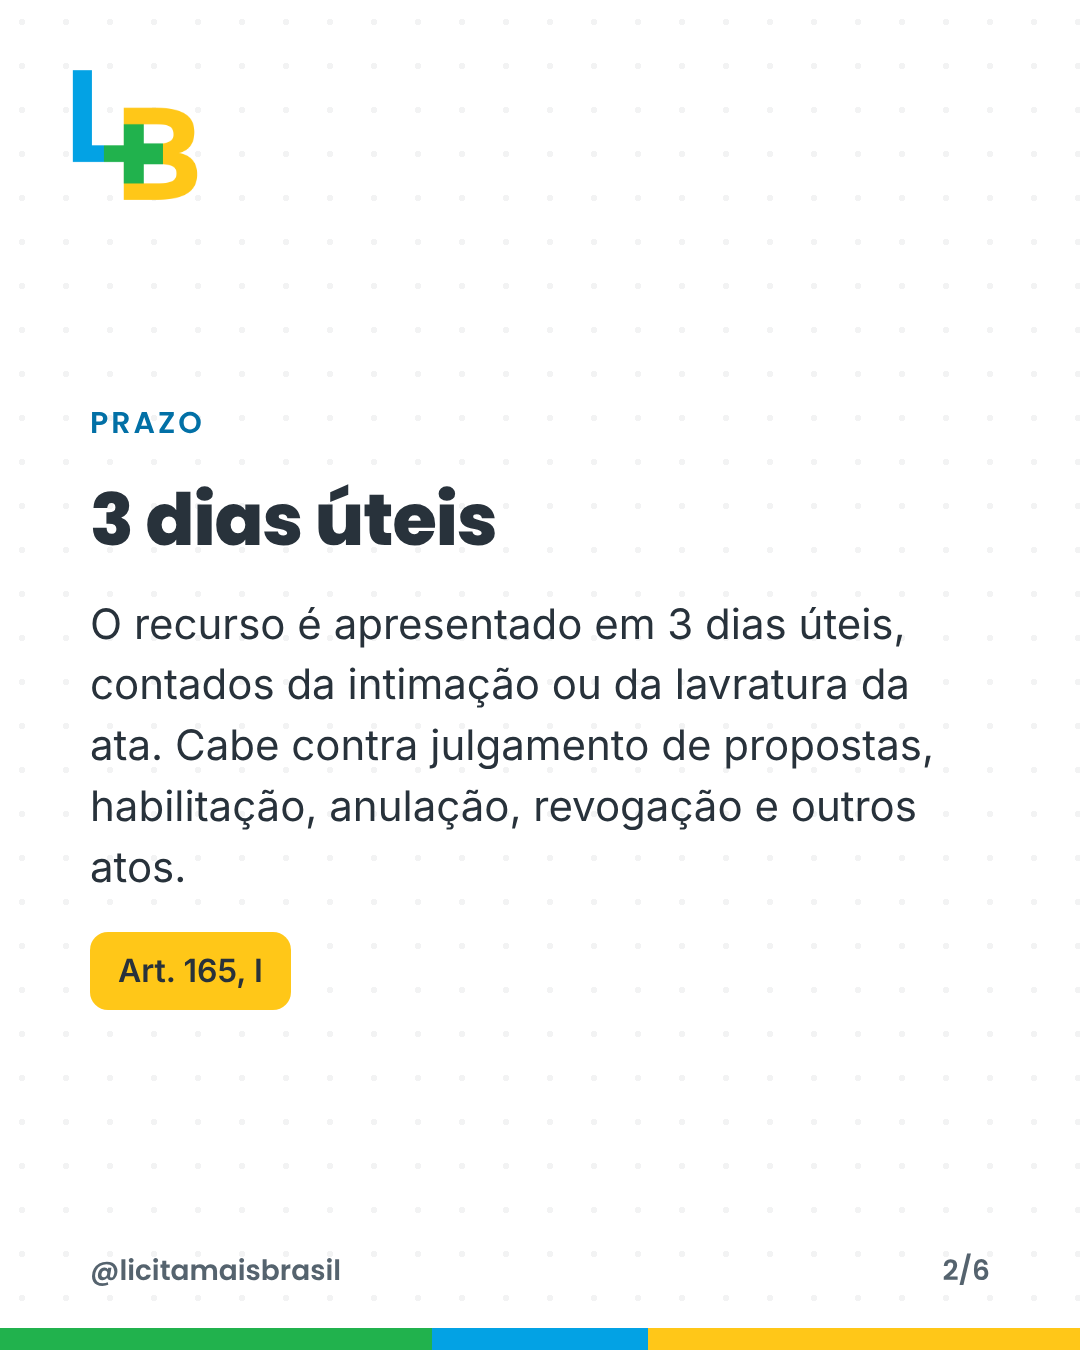 L+B
PRAZO
3 dias úteis
O recurso é apresentado em 3 dias úteis,
contados da intimação ou da lavratura da
ata. Cabe contra julgamento de propostas,
habilitação, anulação, revogação e outros
atos.
Art. 165, I
@licitamaisbrasil
2/6